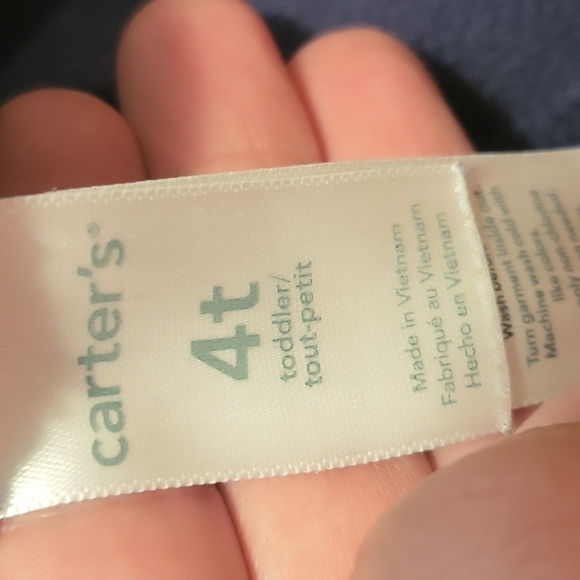 carter's®
4t
toddler/
tout-petit
Made in Vietnam
Fabriqué au Vietnam
Hecho en Vietnam
Wash
Turn garment inside out.
Machine wash cold with
like colors.